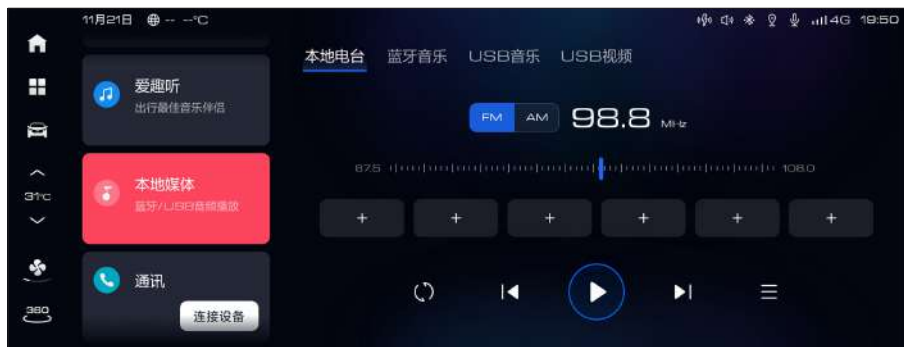 11月21日 -- --°C
4G 19:50
31°C
360
爱趣听
出行最佳音乐伴侣
本地媒体
蓝牙/USB音频播放
通讯
连接设备
本地电台 蓝牙音乐 USB音乐 USB视频
FM AM 98.8 MHz
87.5 108.0
+ + + + + +